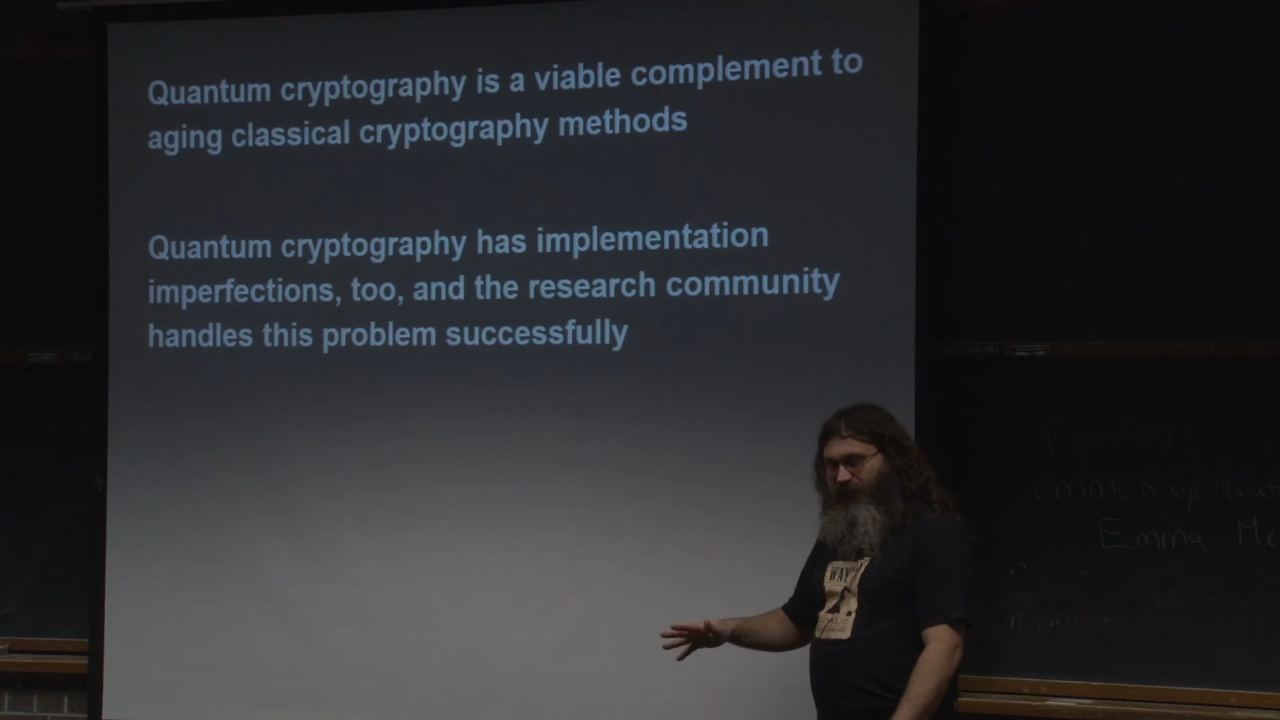 Quantum cryptography is a viable complement to
aging classical cryptography methods
Quantum cryptography has implementation
imperfections, too, and the research community
handles this problem successfully
Emma